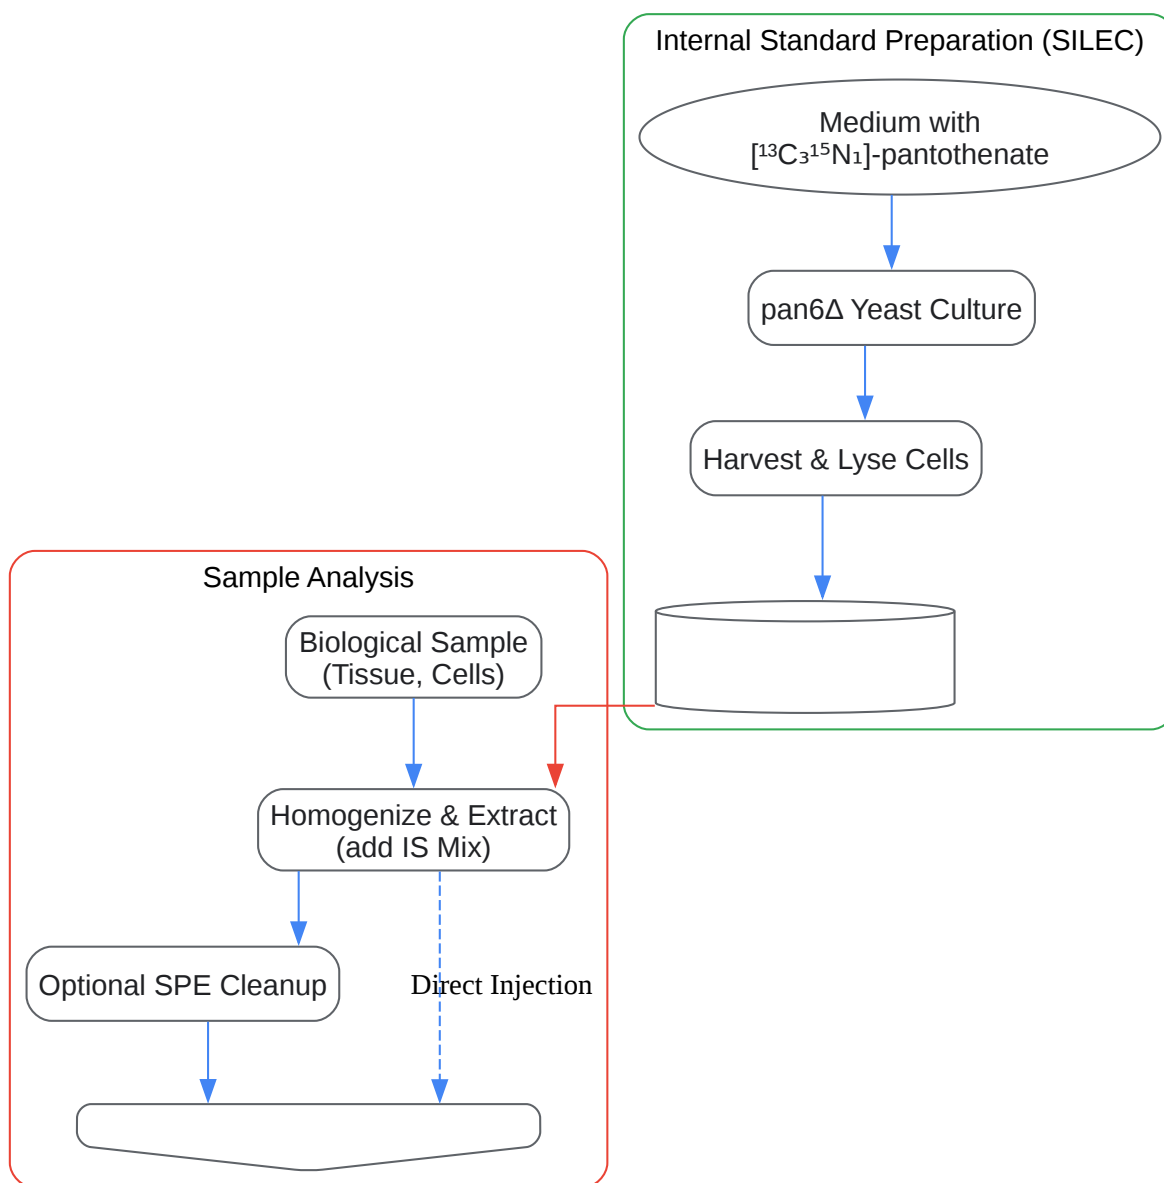 Internal Standard Preparation (SILEC)
Medium with
[¹³C₃¹⁵N₁]-pantothenate
pan6Δ Yeast Culture
Harvest & Lyse Cells
Sample Analysis
Biological Sample
(Tissue, Cells)
Homogenize & Extract
(add IS Mix)
Optional SPE Cleanup
Direct Injection